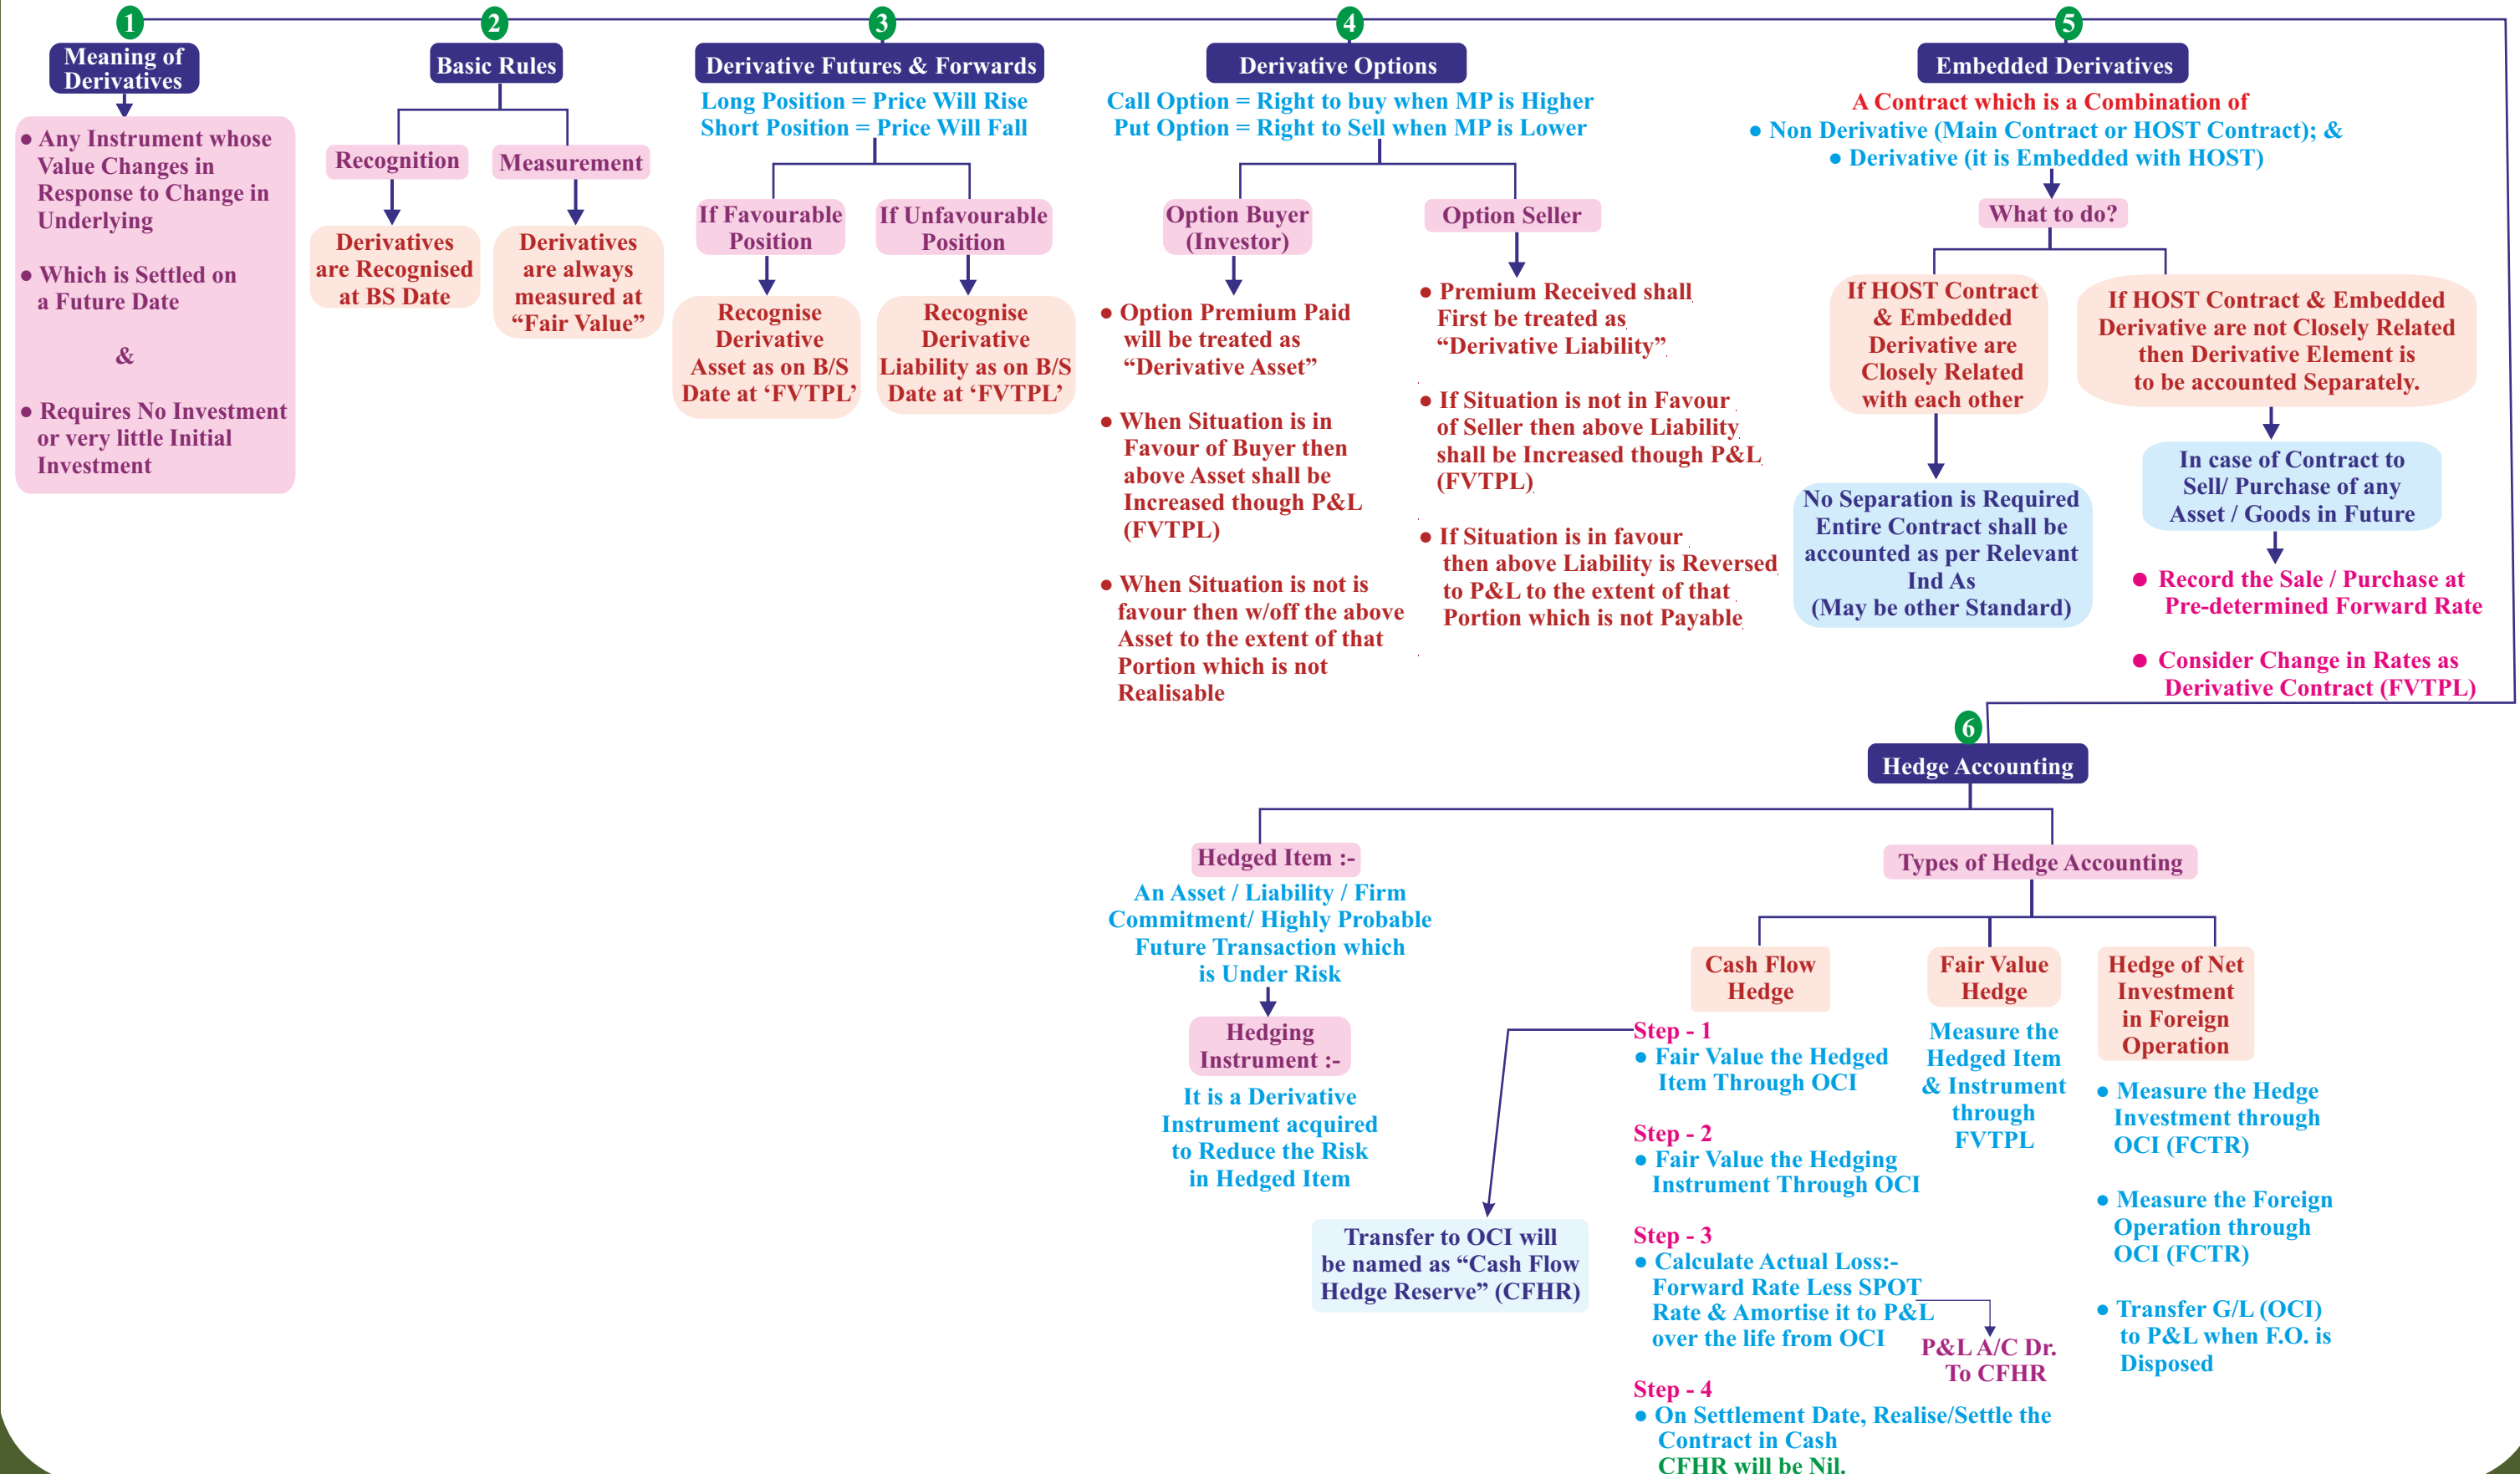 1
Meaning of
Derivatives
● Any Instrument whose
Value Changes in
Response to Change in
Underlying
● Which is Settled on
a Future Date
&
● Requires No Investment
or very little Initial
Investment
2
Basic Rules
Recognition
Derivatives
are Recognised
at BS Date
Measurement
Derivatives
are always
measured at
“Fair Value”
3
Derivative Futures & Forwards
Long Position = Price Will Rise
Short Position = Price Will Fall
If Favourable
Position
Recognise
Derivative
Asset as on B/S
Date at ‘FVTPL’
If Unfavourable
Position
Recognise
Derivative
Liability as on B/S
Date at ‘FVTPL’
4
Derivative Options
Call Option = Right to buy when MP is Higher
Put Option = Right to Sell when MP is Lower
Option Buyer
(Investor)
● Option Premium Paid
will be treated as
“Derivative Asset”
● When Situation is in
Favour of Buyer then
above Asset shall be
Increased though P&L
(FVTPL)
● When Situation is not is
favour then w/off the above
Asset to the extent of that
Portion which is not
Realisable
Option Seller
● Premium Received shall
First be treated as
“Derivative Liability”
● If Situation is not in Favour
of Seller then above Liability
shall be Increased though P&L
(FVTPL)
● If Situation is in favour
then above Liability is Reversed
to P&L to the extent of that
Portion which is not Payable
5
Embedded Derivatives
A Contract which is a Combination of
● Non Derivative (Main Contract or HOST Contract); &
● Derivative (it is Embedded with HOST)
What to do?
If HOST Contract
& Embedded
Derivative are
Closely Related
with each other
No Separation is Required
Entire Contract shall be
accounted as per Relevant
Ind As
(May be other Standard)
If HOST Contract & Embedded
Derivative are not Closely Related
then Derivative Element is
to be accounted Separately.
In case of Contract to
Sell/ Purchase of any
Asset / Goods in Future
● Record the Sale / Purchase at
Pre-determined Forward Rate
● Consider Change in Rates as
Derivative Contract (FVTPL)
6
Hedge Accounting
Hedged Item :-
An Asset / Liability / Firm
Commitment/ Highly Probable
Future Transaction which
is Under Risk
Hedging
Instrument :-
It is a Derivative
Instrument acquired
to Reduce the Risk
in Hedged Item
Types of Hedge Accounting
Cash Flow
Hedge
Step - 1
● Fair Value the Hedged
Item Through OCI
Transfer to OCI will
be named as “Cash Flow
Hedge Reserve” (CFHR)
Step - 2
● Fair Value the Hedging
Instrument Through OCI
Step - 3
● Calculate Actual Loss:-
Forward Rate Less SPOT
Rate & Amortise it to P&L
over the life from OCI
P&L A/C Dr.
To CFHR
Step - 4
● On Settlement Date, Realise/Settle the
Contract in Cash
CFHR will be Nil.
Fair Value
Hedge
Measure the
Hedged Item
& Instrument
through
FVTPL
Hedge of Net
Investment
in Foreign
Operation
● Measure the Hedge
Investment through
OCI (FCTR)
● Measure the Foreign
Operation through
OCI (FCTR)
● Transfer G/L (OCI)
to P&L when F.O. is
Disposed